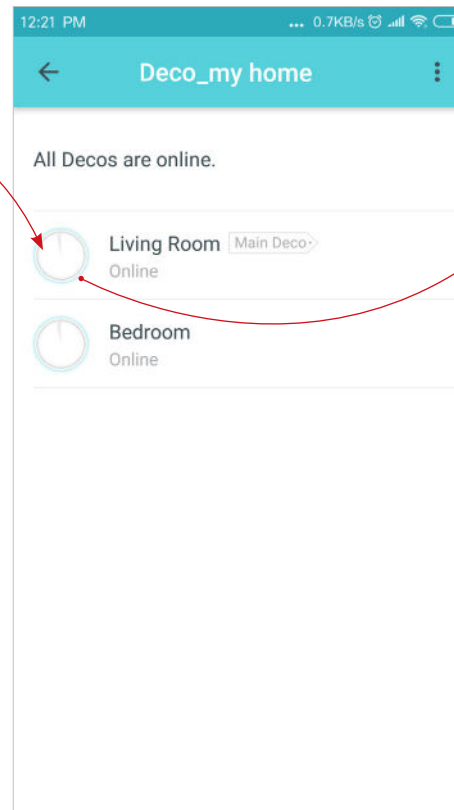 12:21 PM ... 0.7KB/s
Deco_my home
All Decos are online.
Living Room Main Deco
Online
Bedroom
Online